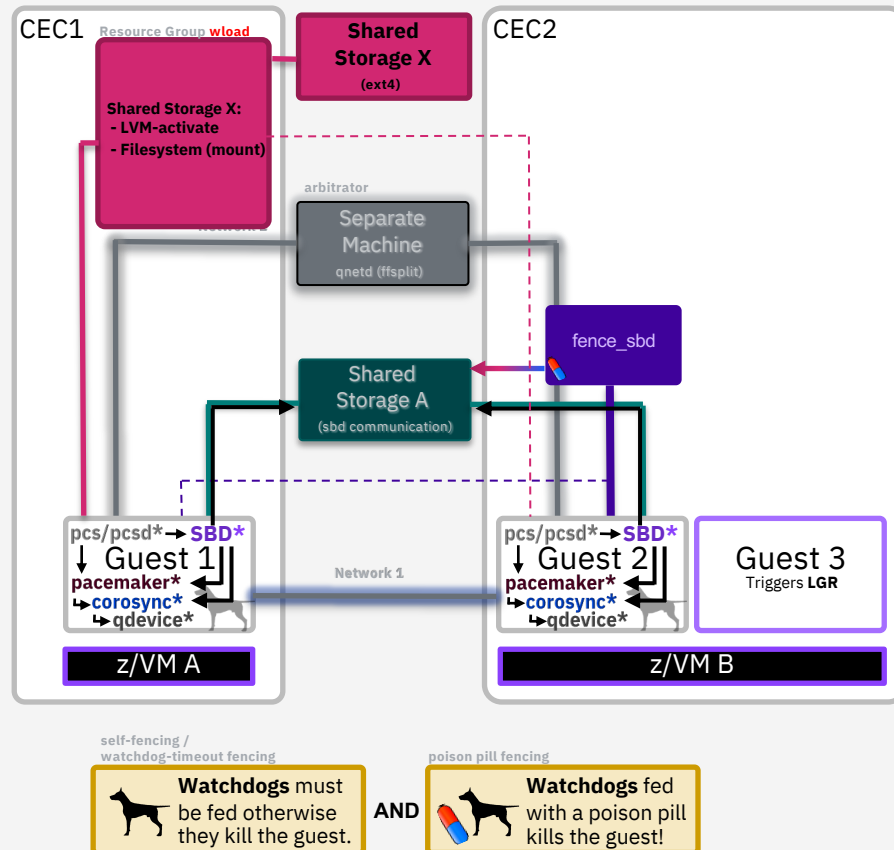 CEC1
Resource Group wload
Shared
Storage X
(ext4)
CEC2
Shared Storage X:
- LVM-activate
- Filesystem (mount)
arbitrator
Separate
Machine
qnetd (ffsplit)
fence_sbd
Shared
Storage A
(sbd communication)
pcs/pcsd* SBD*
Guest 1
pacemaker*
corosync*
qdevice*
Network 1
pcs/pcsd* SBD*
Guest 2
pacemaker*
corosync*
qdevice*
Guest 3
Triggers LGR
z/VM A
z/VM B
self-fencing /
watchdog-timeout fencing
Watchdogs must
be fed otherwise
they kill the guest.
AND
poison pill fencing
Watchdogs fed
with a poison pill
kills the guest!